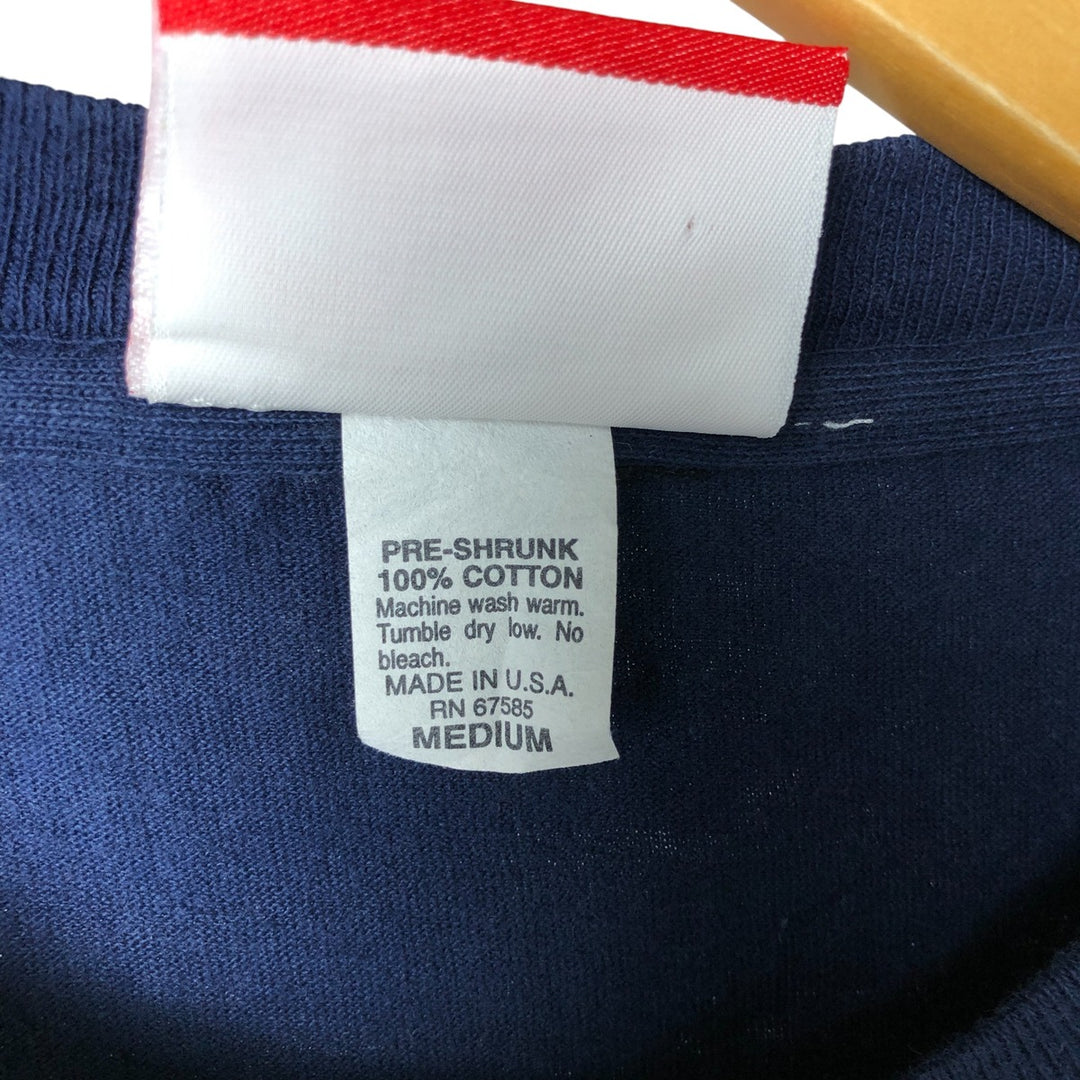 PRE-SHRUNK
100% COTTON
Machine wash warm.
Tumble dry low. No
bleach.
MADE IN U.S.A.
RN 67585
MEDIUM